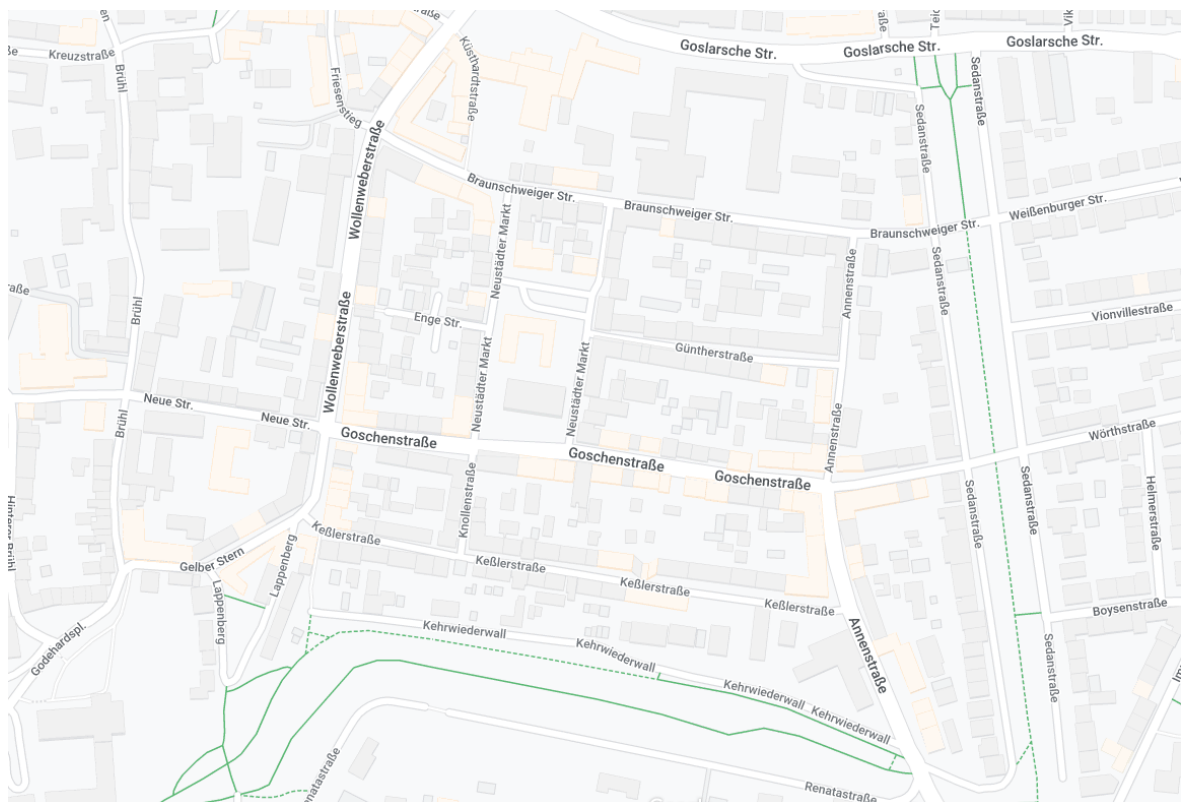 Goslarsche Str.
Goslarsche Str.
Goslarsche Str.
Kreuzstraße
Brühl
Friesenstieg
Küsthardtstraße
Sedanstraße
Sedanstraße
Wollenweberstraße
Braunschweiger Str.
Braunschweiger Str.
Braunschweiger Str.
Weißenburger Str.
Neustädter Markt
Sedanstraße
Annenstraße
Brühl
Enge Str.
Vionvillestraße
Güntherstraße
Wollenweberstraße
Neustädter Markt
Neustädter Markt
Neue Str.
Neue Str.
Brühl
Goschenstraße
Goschenstraße
Goschenstraße
Annenstraße
Wörthstraße
Knollenstraße
Sedanstraße
Sedanstraße
Helmerstraße
Hinterer Brühl
Keßlerstraße
Keßlerstraße
Keßlerstraße
Keßlerstraße
Gelber Stern
Lappenberg
Lappenberg
Godehardspl.
Kehrwiederwall
Kehrwiederwall
Kehrwiederwall
Kehrwiederwall
Annenstraße
Boysenstraße
Sedanstraße
Renatastraße